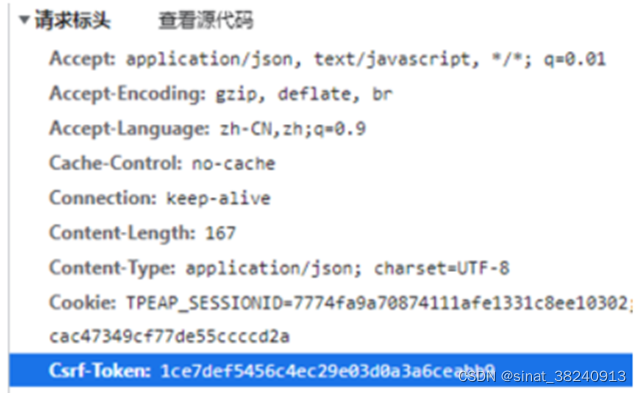 ▼请求标头 查看源代码
Accept: application/json, text/javascript, */*; q=0.01
Accept-Encoding: gzip, deflate, br
Accept-Language: zh-CN,zh;q=0.9
Cache-Control: no-cache
Connection: keep-alive
Content-Length: 167
Content-Type: application/json; charset=UTF-8
Cookie: TPEAP_SESSIONID=7774fa9a70874111afe1331c8ee10302;
cac47349cf77de55ccccd2a
Csrf-Token: 1ce7def5456c4ec29e03d0a3a6ceabb9
CSDN @sinat_38240913